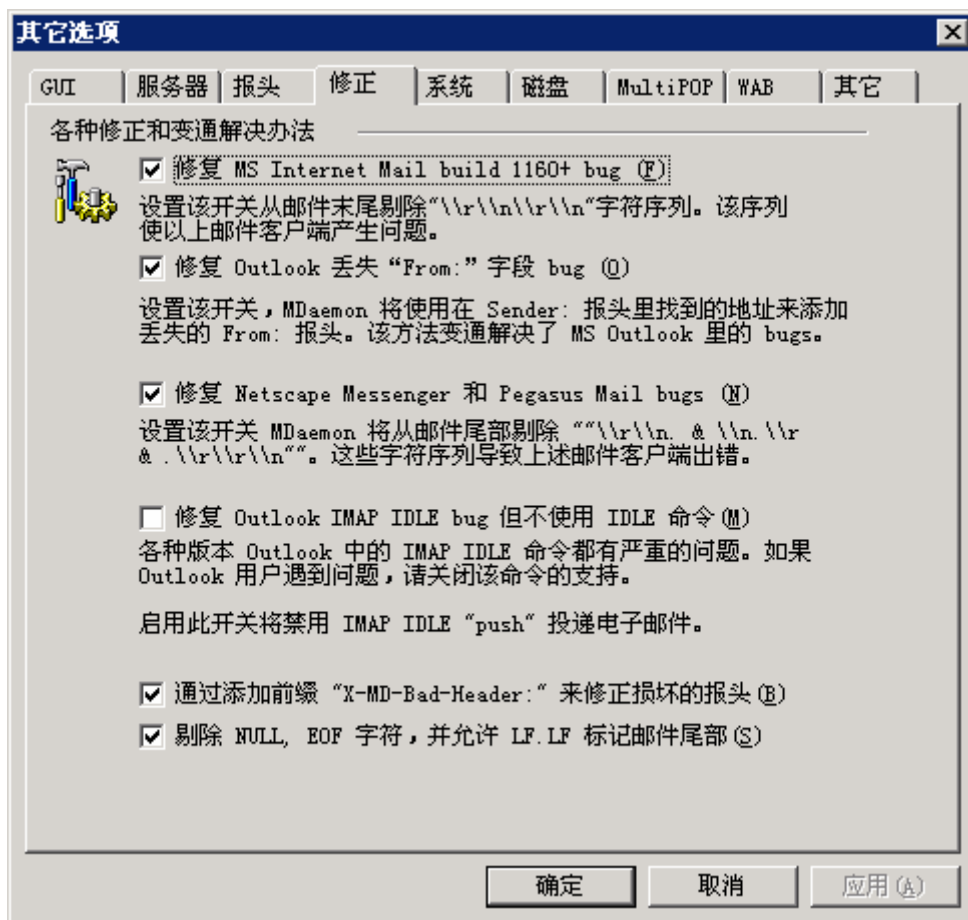 其它选项
GUI 服务器 报头 修正 系统 磁盘 MultiPOP WAB 其它
各种修正和变通解决办法
修复 MS Internet Mail build 1160+ bug (F)
设置该开关从邮件末尾剔除"\\r\\n\\r\\n"字符序列。该序列
使以上邮件客户端产生问题。
修复 Outlook 丢失“From:”字段 bug (O)
设置该开关，MDaemon 将使用在 Sender: 报头里找到的地址来添加
丢失的 From: 报头。该方法变通解决了 MS Outlook 里的 bugs。
修复 Netscape Messenger 和 Pegasus Mail bugs (N)
设置该开关 MDaemon 将从邮件尾部剔除 ""\\r\\n. & \\n.\\r
& .\\r\\r\\n""。这些字符序列导致上述邮件客户端出错。
修复 Outlook IMAP IDLE bug 但不使用 IDLE 命令(M)
各种版本 Outlook 中的 IMAP IDLE 命令都有严重的问题。如果
Outlook 用户遇到问题，请关闭该命令的支持。
启用此开关将禁用 IMAP IDLE "push" 投递电子邮件。
通过添加前缀 "X-MD-Bad-Header:" 来修正损坏的报头(B)
剔除 NULL, EOF 字符，并允许 LF.LF 标记邮件尾部(S)
确定 取消 应用(A)